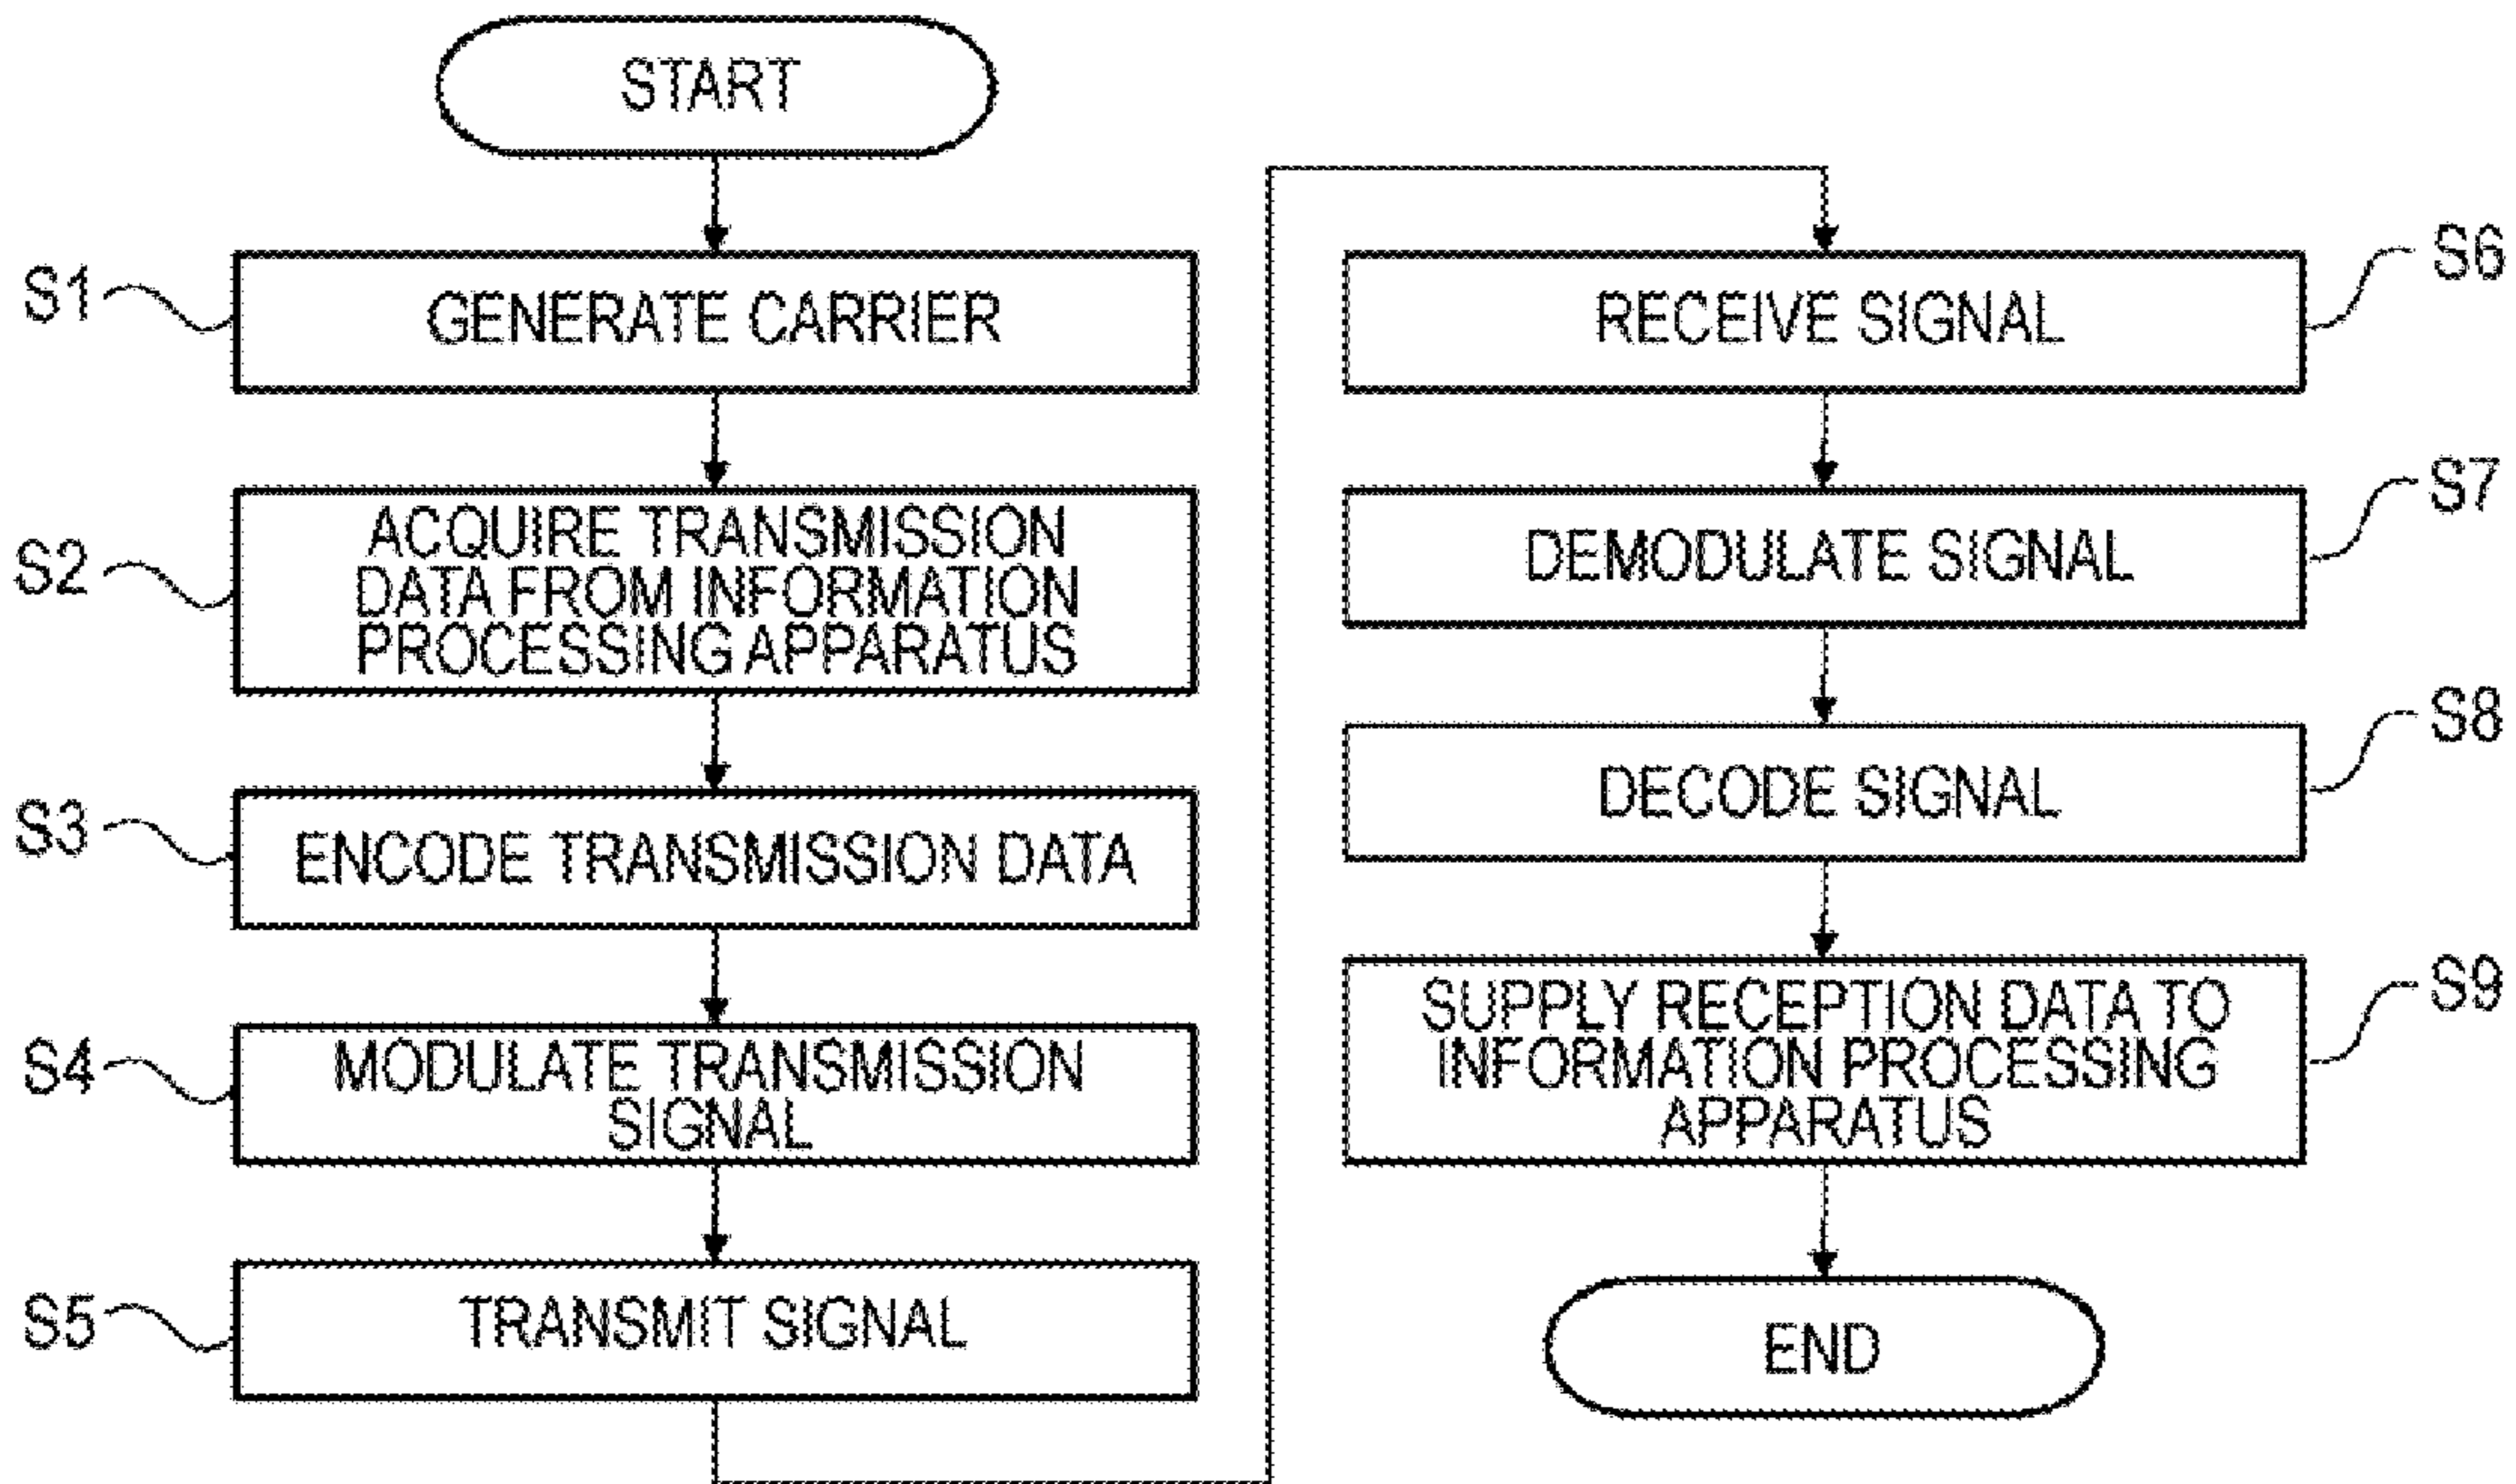 START
S1
GENERATE CARRIER
S2
ACQUIRE TRANSMISSION
DATA FROM INFORMATION
PROCESSING APPARATUS
S3
ENCODE TRANSMISSION DATA
S4
MODULATE TRANSMISSION
SIGNAL
S5
TRANSMIT SIGNAL
S6
RECEIVE SIGNAL
S7
DEMODULATE SIGNAL
S8
DECODE SIGNAL
S9
SUPPLY RECEPTION DATA TO
INFORMATION PROCESSING
APPARATUS
END